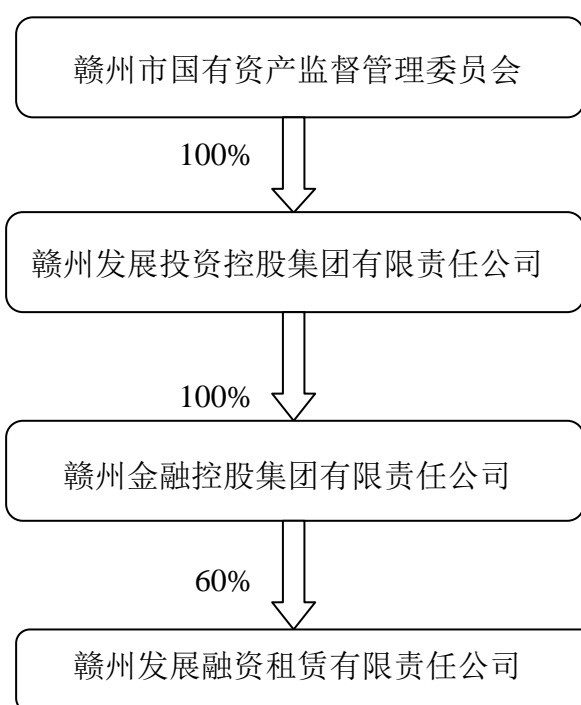 赣州市国有资产监督管理委员会
100%
赣州发展投资控股集团有限责任公司
100%
赣州金融控股集团有限责任公司
60%
赣州发展融资租赁有限责任公司